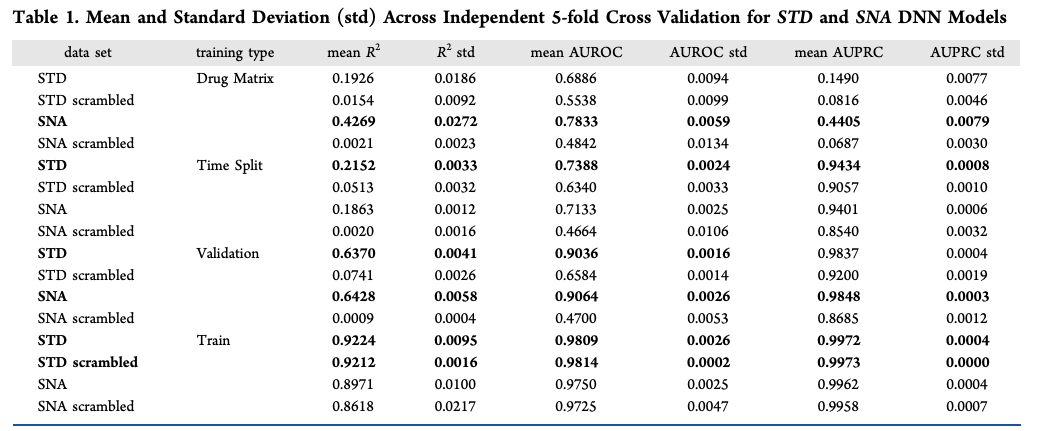 Table 1. Mean and Standard Deviation (std) Across Independent 5-fold Cross Validation for STD and SNA DNN Models
data set training type mean R² R² std mean AUROC AUROC std mean AUPRC AUPRC std
STD Drug Matrix 0.1926 0.0186 0.6886 0.0094 0.1490 0.0077
STD scrambled 0.0154 0.0092 0.5538 0.0099 0.0816 0.0046
SNA 0.4269 0.0272 0.7833 0.0059 0.4405 0.0079
SNA scrambled 0.0021 0.0023 0.4842 0.0134 0.0687 0.0030
STD Time Split 0.2152 0.0033 0.7388 0.0024 0.9434 0.0008
STD scrambled 0.0513 0.0032 0.6340 0.0033 0.9057 0.0010
SNA 0.1863 0.0012 0.7133 0.0025 0.9401 0.0006
SNA scrambled 0.0020 0.0016 0.4664 0.0106 0.8540 0.0032
STD Validation 0.6370 0.0041 0.9036 0.0016 0.9837 0.0004
STD scrambled 0.0741 0.0026 0.6584 0.0014 0.9200 0.0019
SNA 0.6428 0.0058 0.9064 0.0026 0.9848 0.0003
SNA scrambled 0.0009 0.0004 0.4700 0.0053 0.8685 0.0012
STD Train 0.9224 0.0095 0.9809 0.0026 0.9972 0.0004
STD scrambled 0.9212 0.0016 0.9814 0.0002 0.9973 0.0000
SNA 0.8971 0.0100 0.9750 0.0025 0.9962 0.0004
SNA scrambled 0.8618 0.0217 0.9725 0.0047 0.9958 0.0007